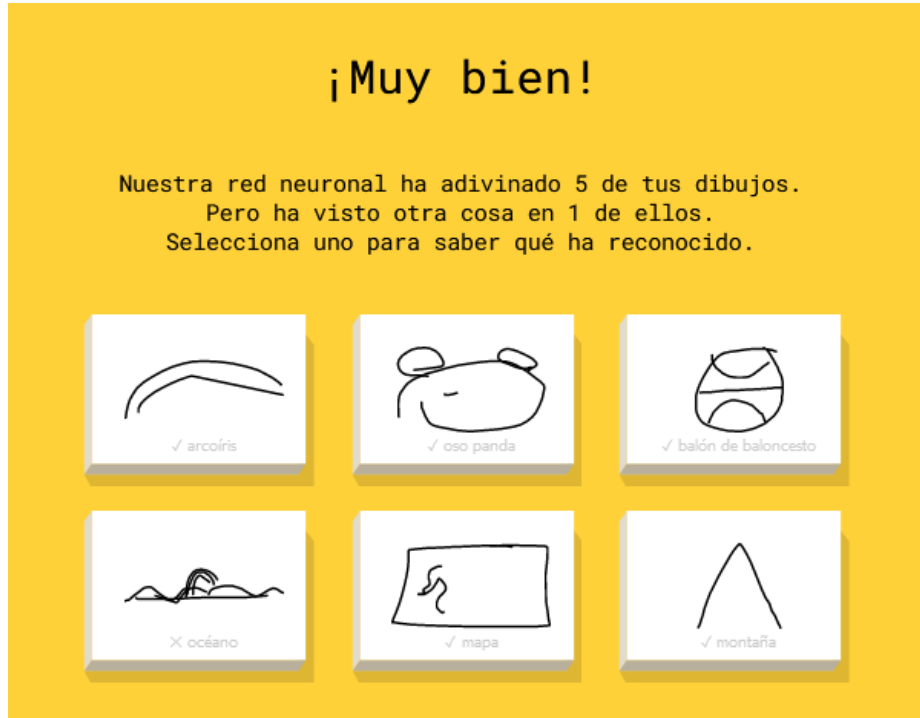 ¡Muy bien!
Nuestra red neuronal ha adivinado 5 de tus dibujos.
Pero ha visto otra cosa en 1 de ellos.
Selecciona uno para saber qué ha reconocido.
✓ arcoíris
✓ oso panda
✓ balón de baloncesto
✕ océano
✓ mapa
✓ montaña